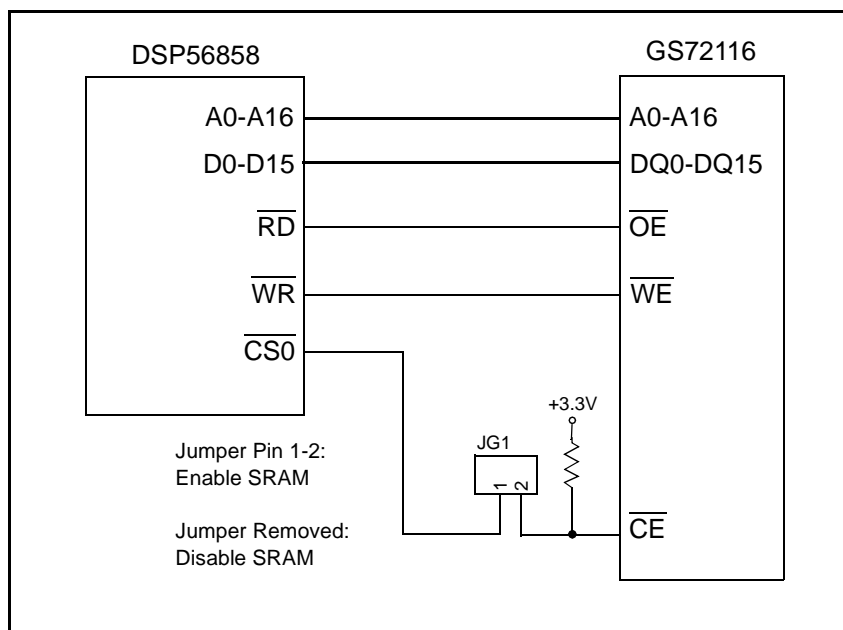 DSP56858
GS72116
A0-A16
A0-A16
D0-D15
DQ0-DQ15
RD
OE
WR
WE
CS0
+3.3V
JG1
1
2
Jumper Pin 1-2:
Enable SRAM
CE
Jumper Removed:
Disable SRAM